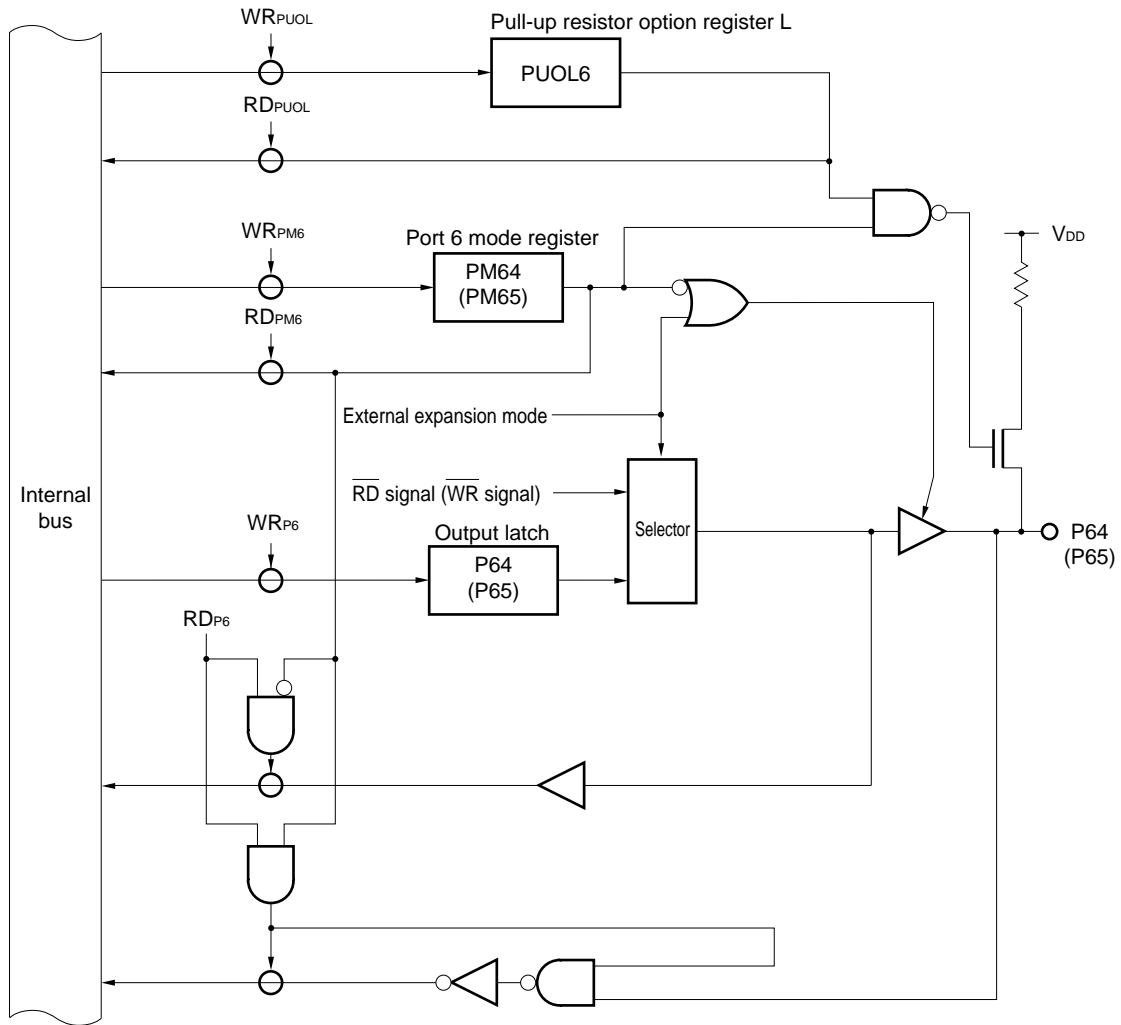 WRPUOL
Pull-up resistor option register L
PUOL6
RDPUOL
WRPM6
Port 6 mode register
PM64
(PM65)
VDD
RDPM6
External expansion mode
RD signal (WR signal)
Internal
bus
WRP6
Output latch
Selector
P64
(P65)
P64
(P65)
RDP6